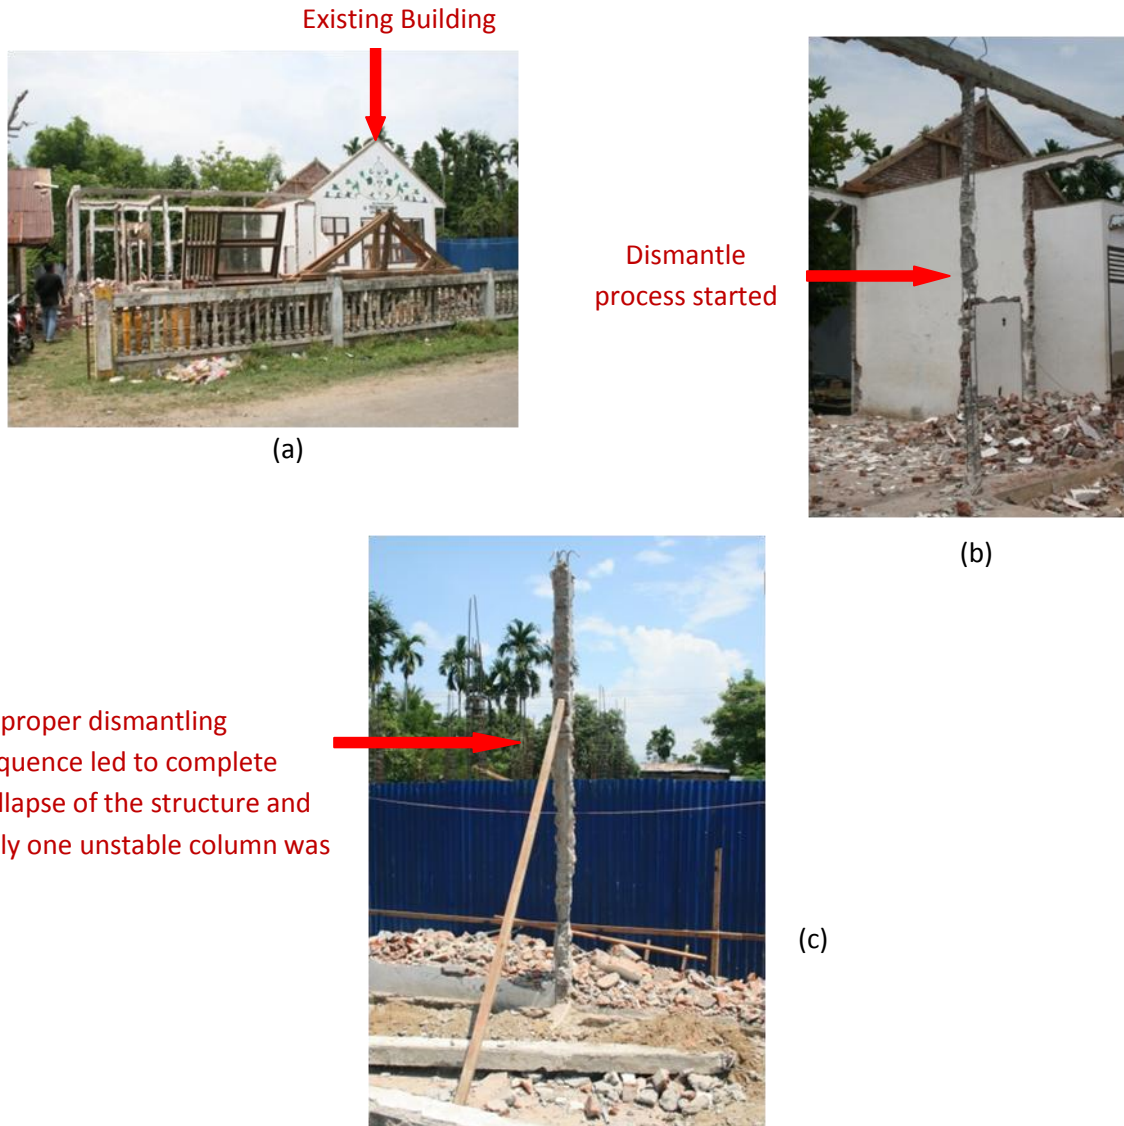 Existing Building
(a)
Dismantle
process started
(b)
proper dismantling
quence led to complete
llapse of the structure and
ly one unstable column was
(c)